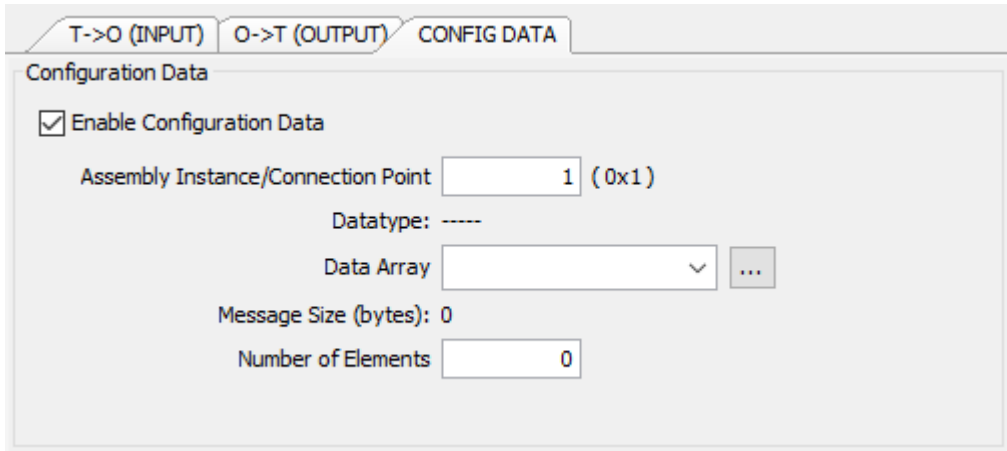 T->O (INPUT) O->T (OUTPUT) CONFIG DATA
Configuration Data
Enable Configuration Data
Assembly Instance/Connection Point 1 (0x1)
Datatype: -----
Data Array ...
Message Size (bytes): 0
Number of Elements 0